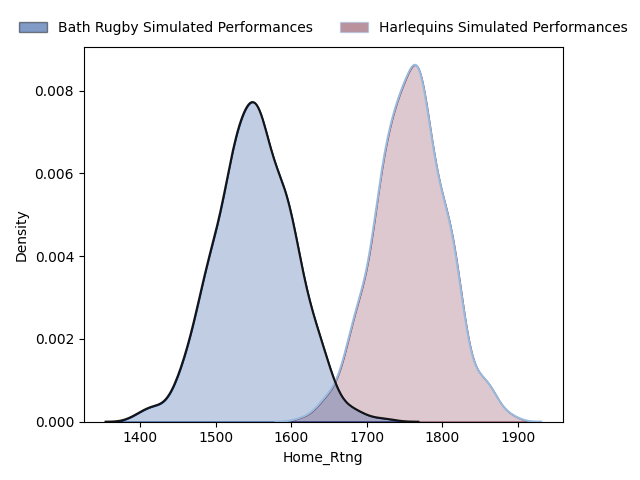 Bath Rugby Simulated Performances
Harlequins Simulated Performances
0.008
0.006
0.004
0.002
0.000
Density
1400
1500
1600
1700
1800
1900
Home_Rtng